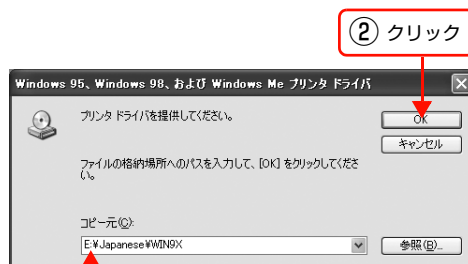 ② クリック
Windows 95、Windows 98、および Windows Me プリンタ ドライバ
プリンタ ドライバを提供してください。
OK
キャンセル
ファイルの格納場所へのパスを入力して、[OK] をクリックしてくださ
い。
コピー元(C):
E:¥Japanese¥WIN9X
参照(B)...